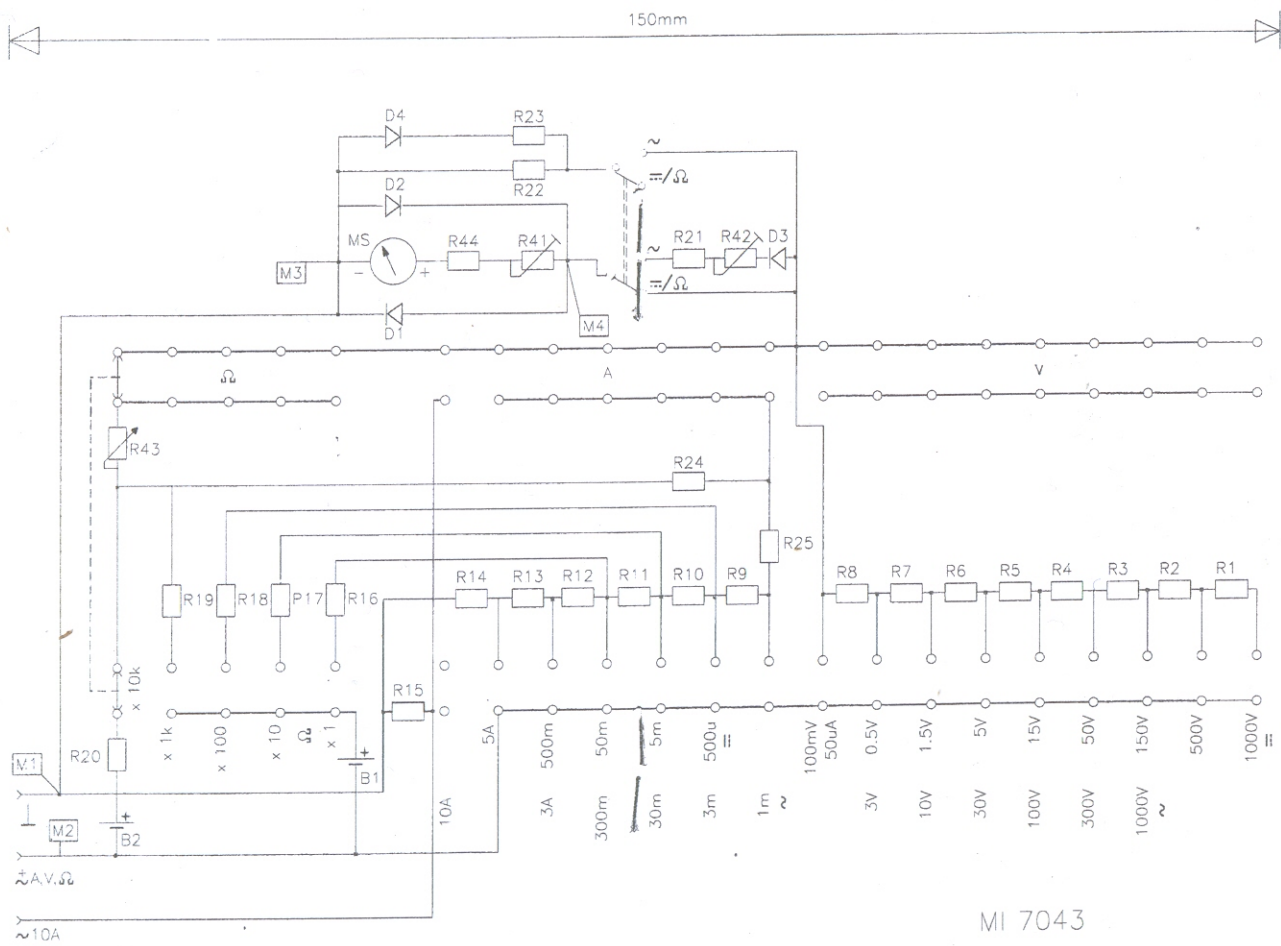 150mm
D4
R23
~
R22
⎓/Ω
D2
MS
R44
R41
~
R21
R42
D3
M3
-
+
⎓/Ω
D1
M4
Ω
A
V
R43
R24
R25
R19
R18
P17
R16
R14
R13
R12
R11
R10
R9
R8
R7
R6
R5
R4
R3
R2
R1
x 10k
R15
x 1k
x 100
x 10
Ω
x 1
R20
M1
+
B1
5A
500m
50m
5m
500u
⎓
100mV
50uA
0.5V
1.5V
5V
15V
50V
150V
500V
1000V
⎓
10A
3A
300m
30m
3m
1m
~
3V
10V
30V
100V
300V
1000V
~
M2
+
B2
±~A,V,Ω
~10A
MI 7043